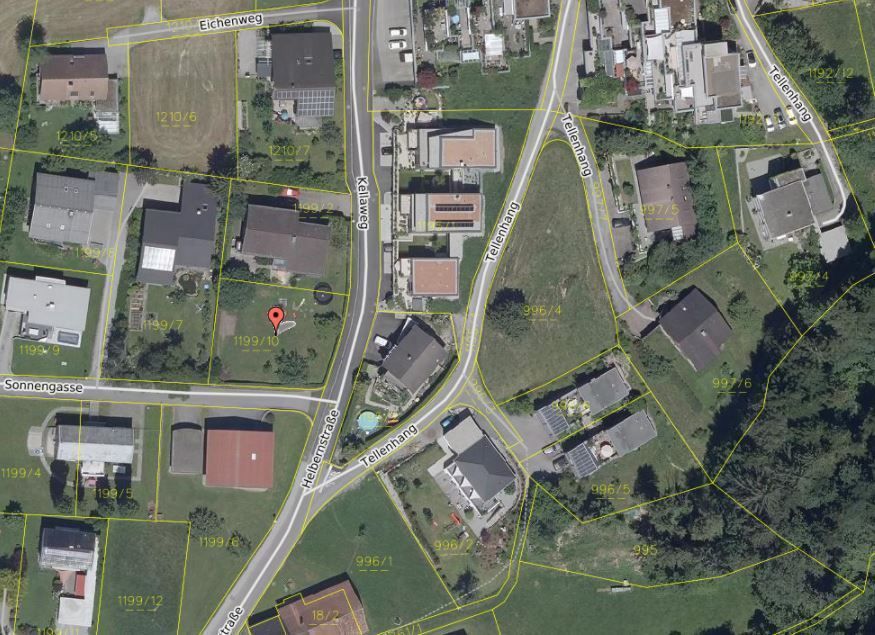 Eichenweg
Tellenhang
1192/12
1210/6
1210/5
1210/7
Tellenhang
Kellaweg
1199/2
997/5
Tellenhang
1199/8
996/4
1199/7
1199/10
1199/9
997/6
Sonnengasse
Helbernstraße
Tellenhang
1199/4
1199/5
996/5
1199/6
996/2
995
996/1
1199/12
18/2